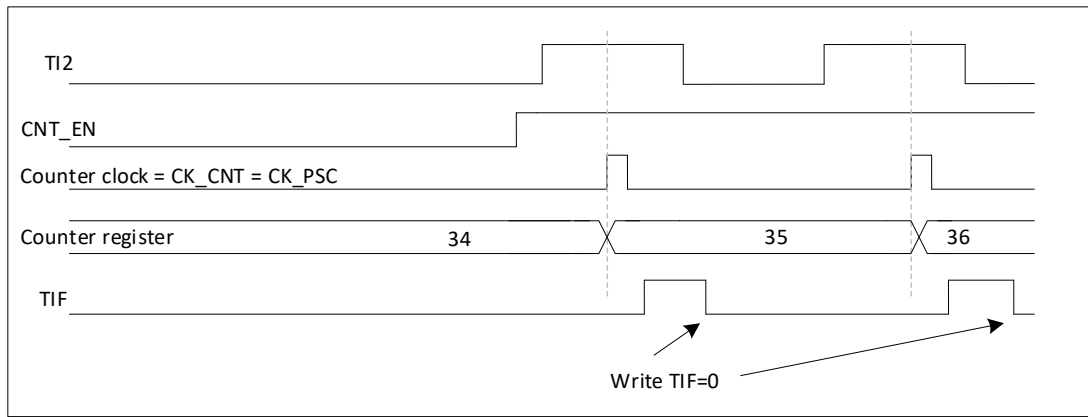 TI2
CNT_EN
Counter clock = CK_CNT = CK_PSC
Counter register 34 35 36
TIF
Write TIF=0